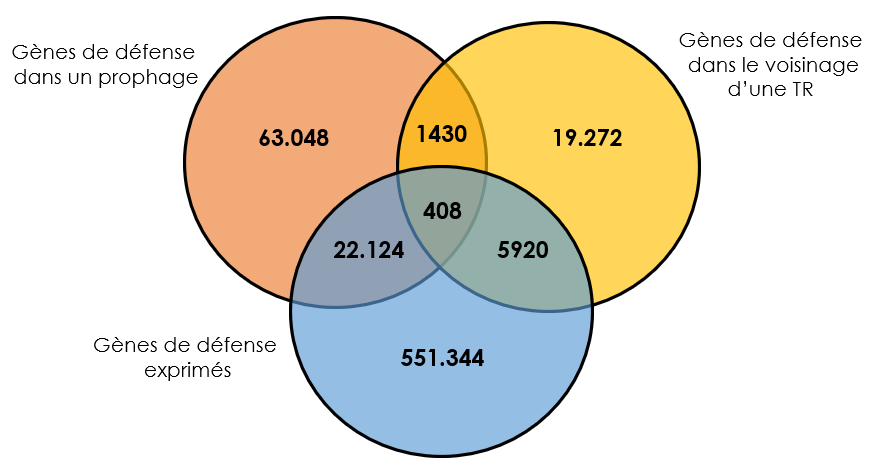 Gènes de défense
dans un prophage
Gènes de défense
dans le voisinage
d'une TR
63.048
1430
19.272
408
22.124
5920
Gènes de défense
exprimés
551.344